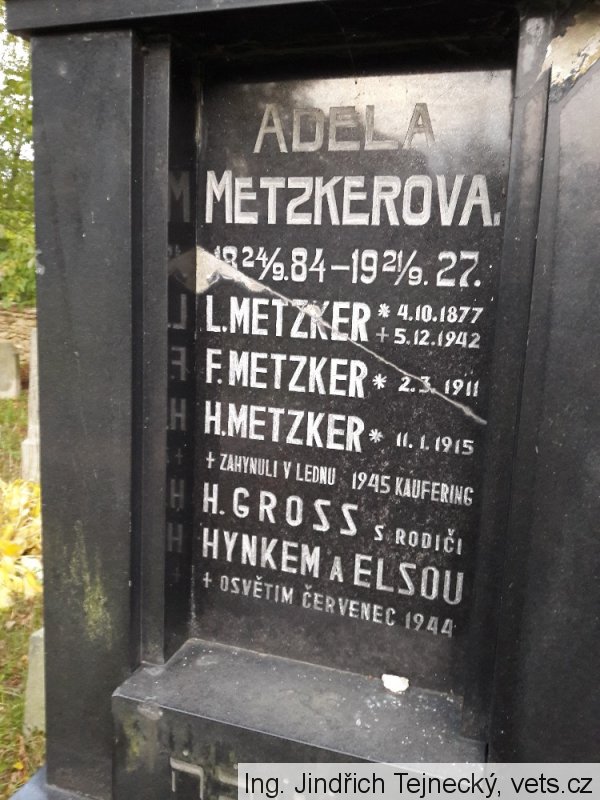 ADELA
METZKEROVA.
18 24/9. 84 – 19 21/9. 27.
L. METZKER * 4.10.1877
+ 5.12.1942
F. METZKER * 2.3. 1911
H. METZKER * 11.1.1915
+ ZAHYNULI V LEDNU 1945 KAUFERING
H. GROSS S RODIČI
HYNKEM A ELSOU
+ OSVĚTIM ČERVENEC 1944
Ing. Jindřich Tejnecký, vets.cz